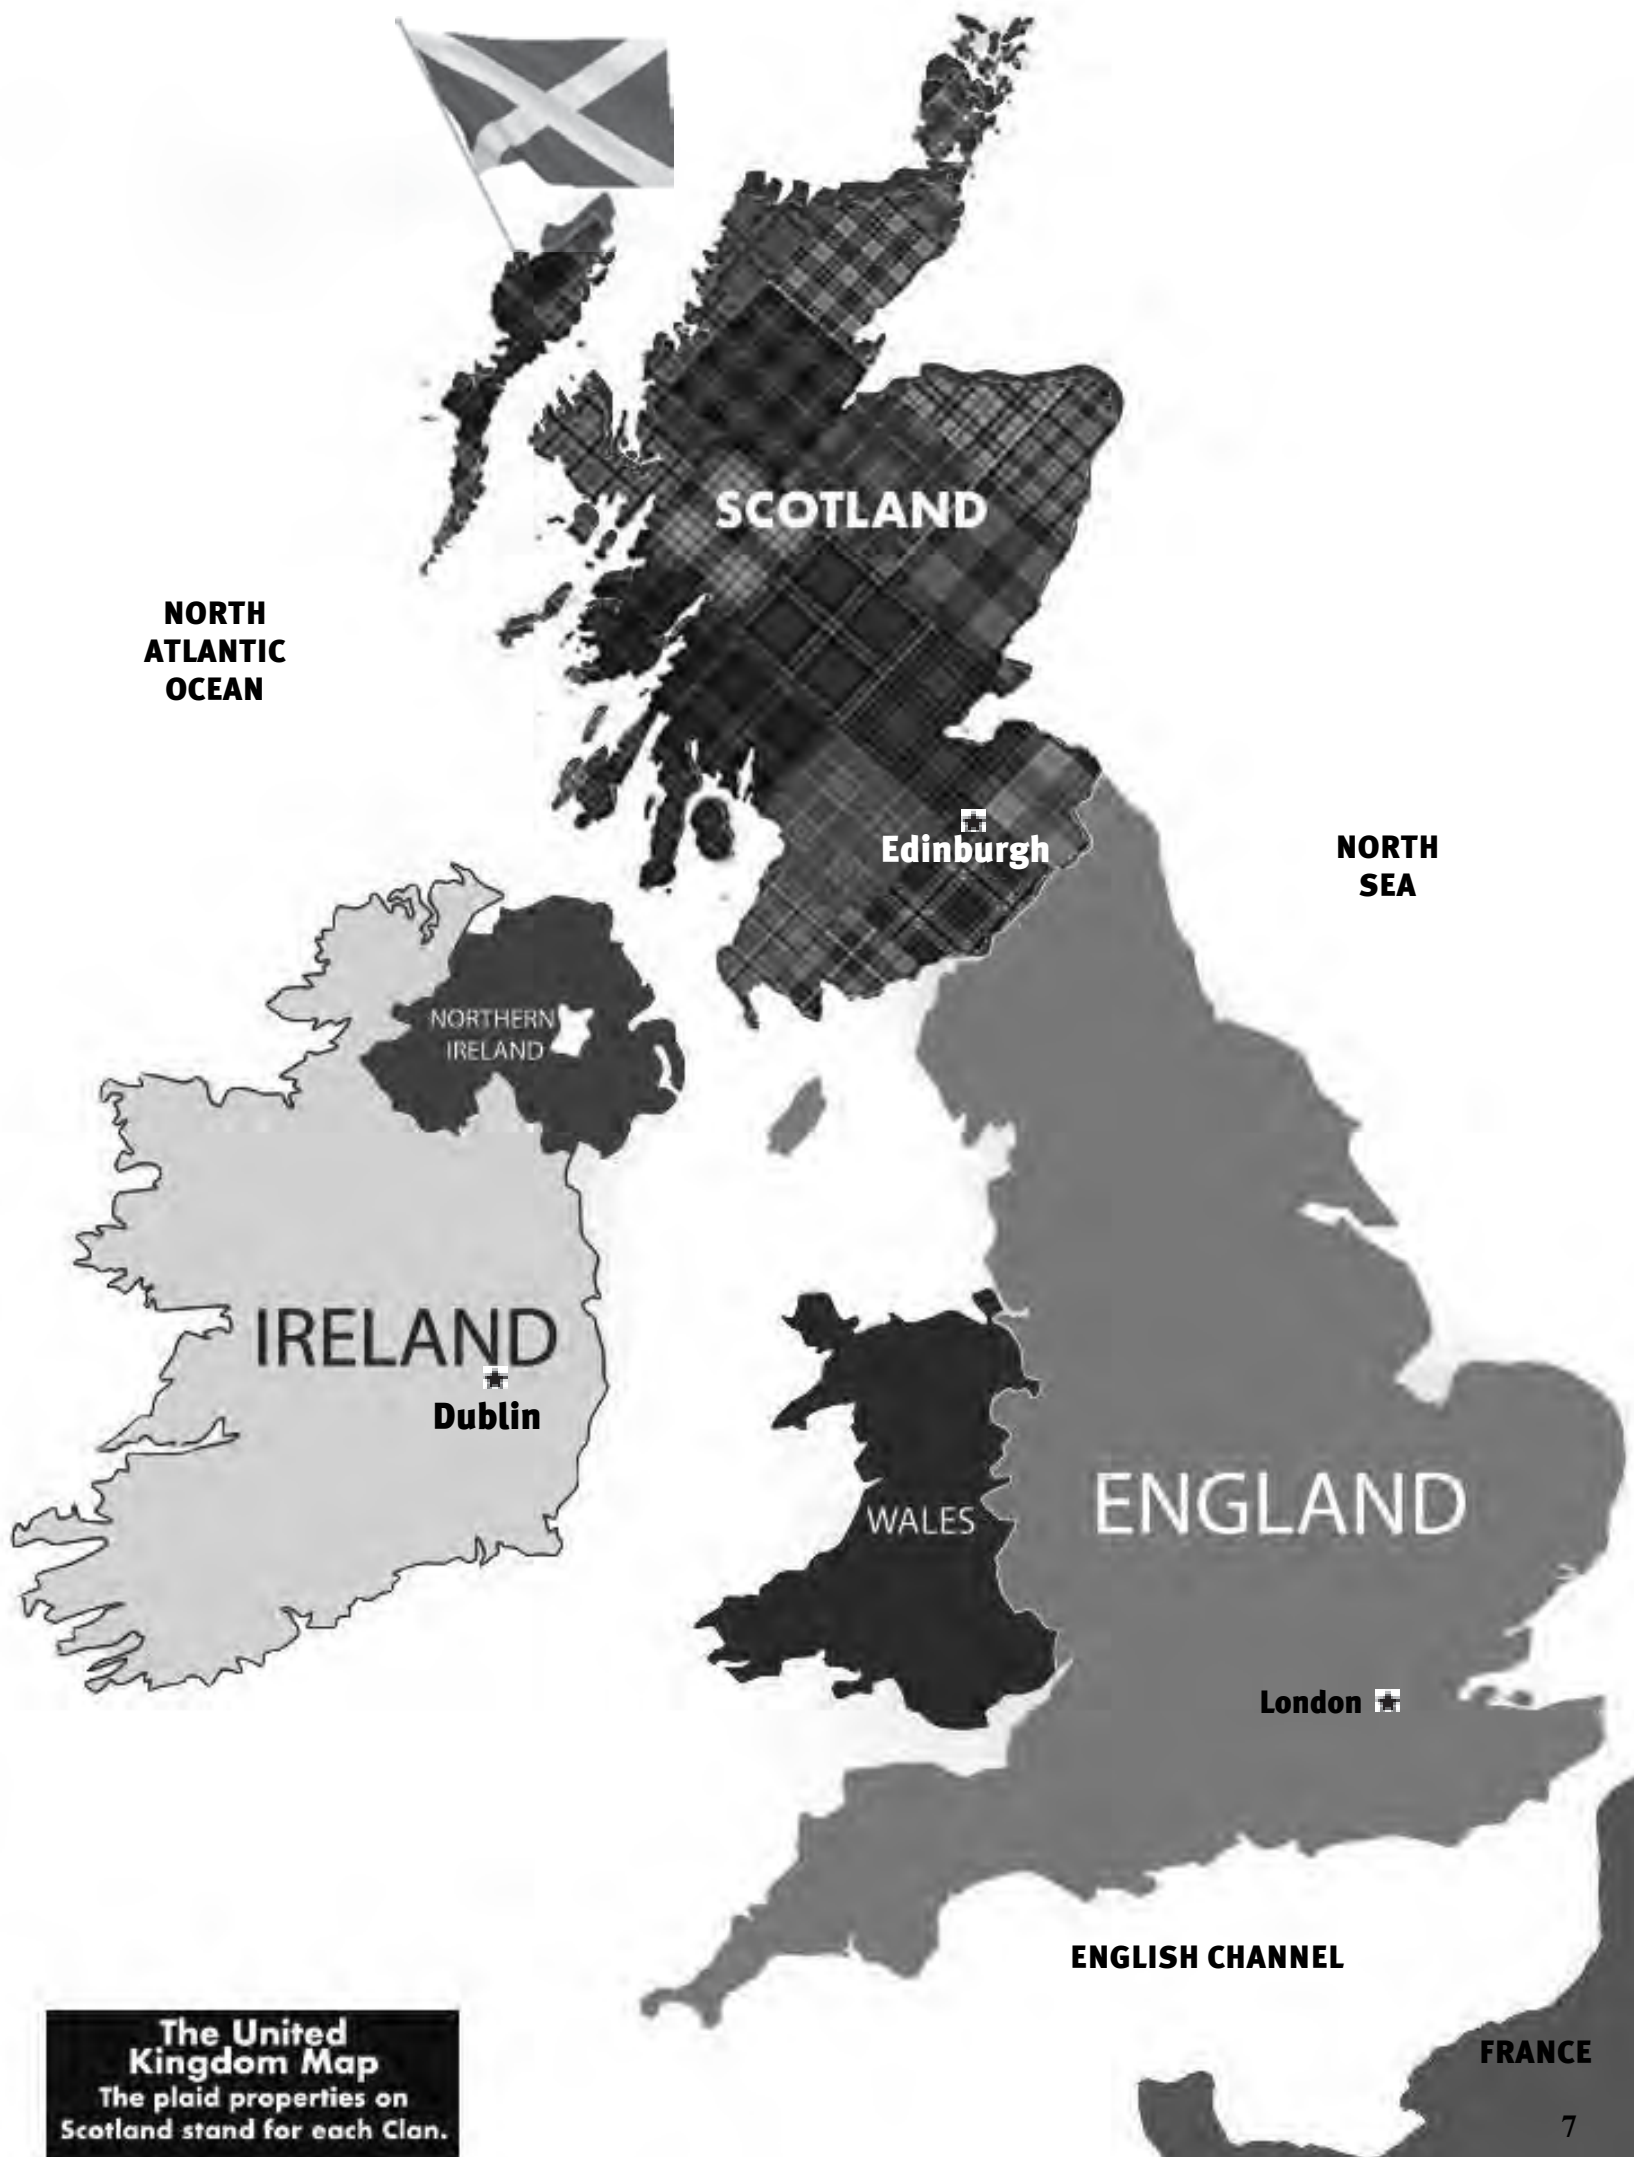 SCOTLAND
NORTH
ATLANTIC
OCEAN
Edinburgh
NORTH
SEA
NORTHERN
IRELAND
IRELAND
Dublin
WALES
ENGLAND
London
ENGLISH CHANNEL
FRANCE
The United
Kingdom Map
The plaid properties on
Scotland stand for each Clan.
7